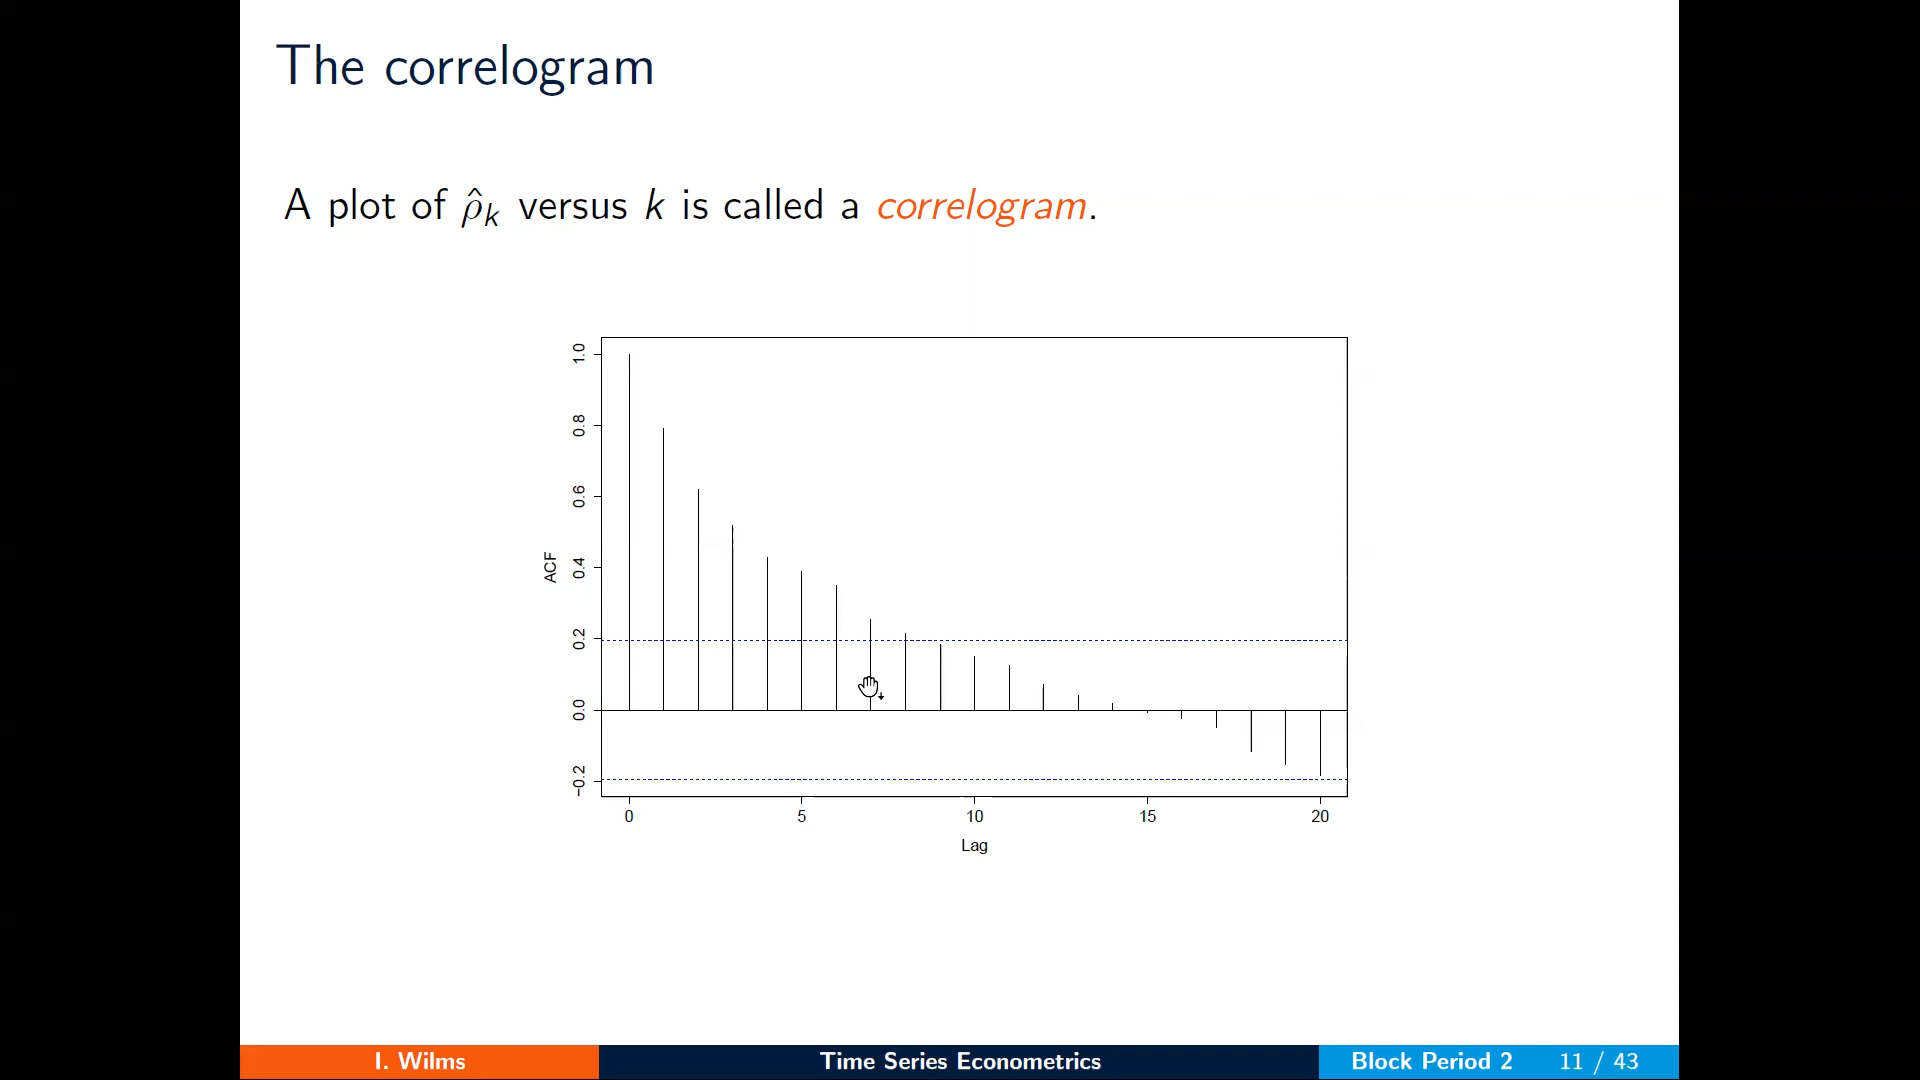 The correlogram
A plot of ρ̂ₖ versus k is called a correlogram.
1.0
0.8
0.6
0.4
0.2
0.0
−0.2
ACF
0 5 10 15 20
Lag
I. Wilms Time Series Econometrics Block Period 2 11 / 43